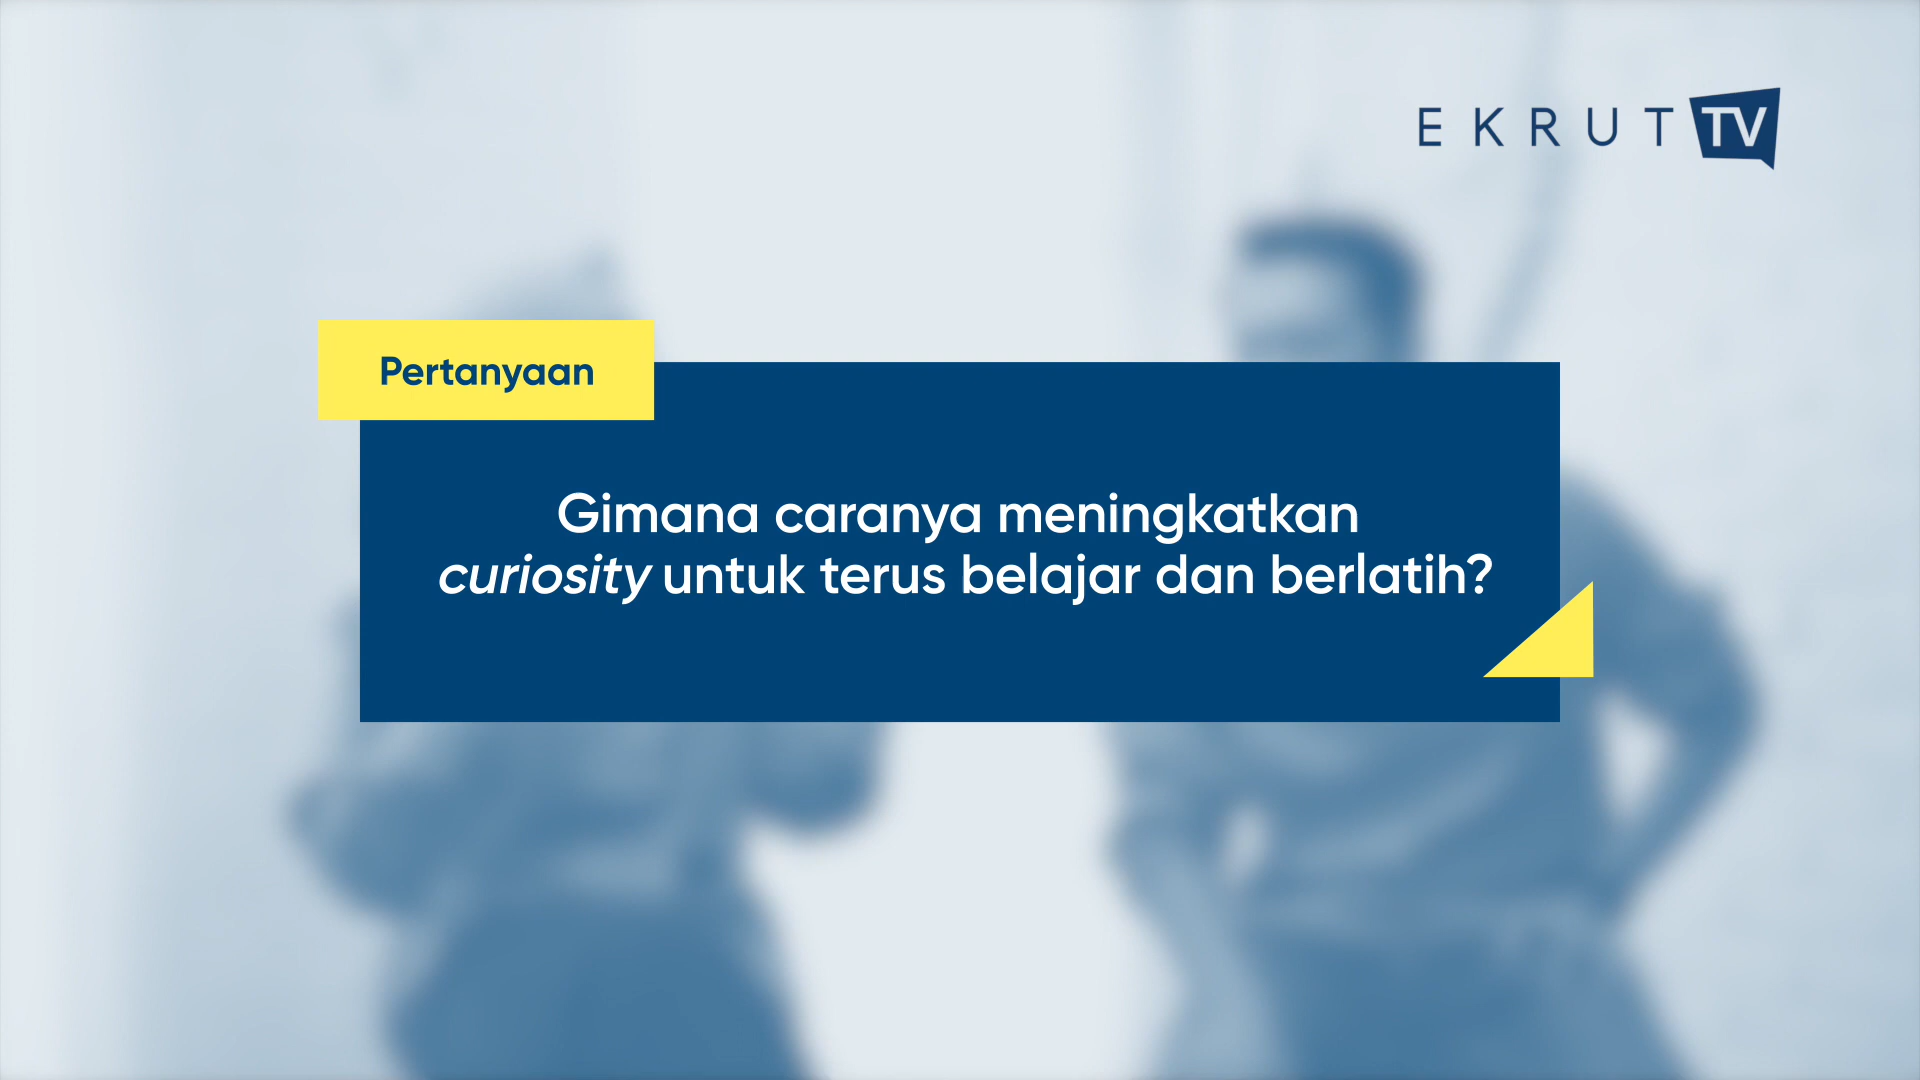 EKRUT TV
Pertanyaan
Gimana caranya meningkatkan
curiosity untuk terus belajar dan berlatih?